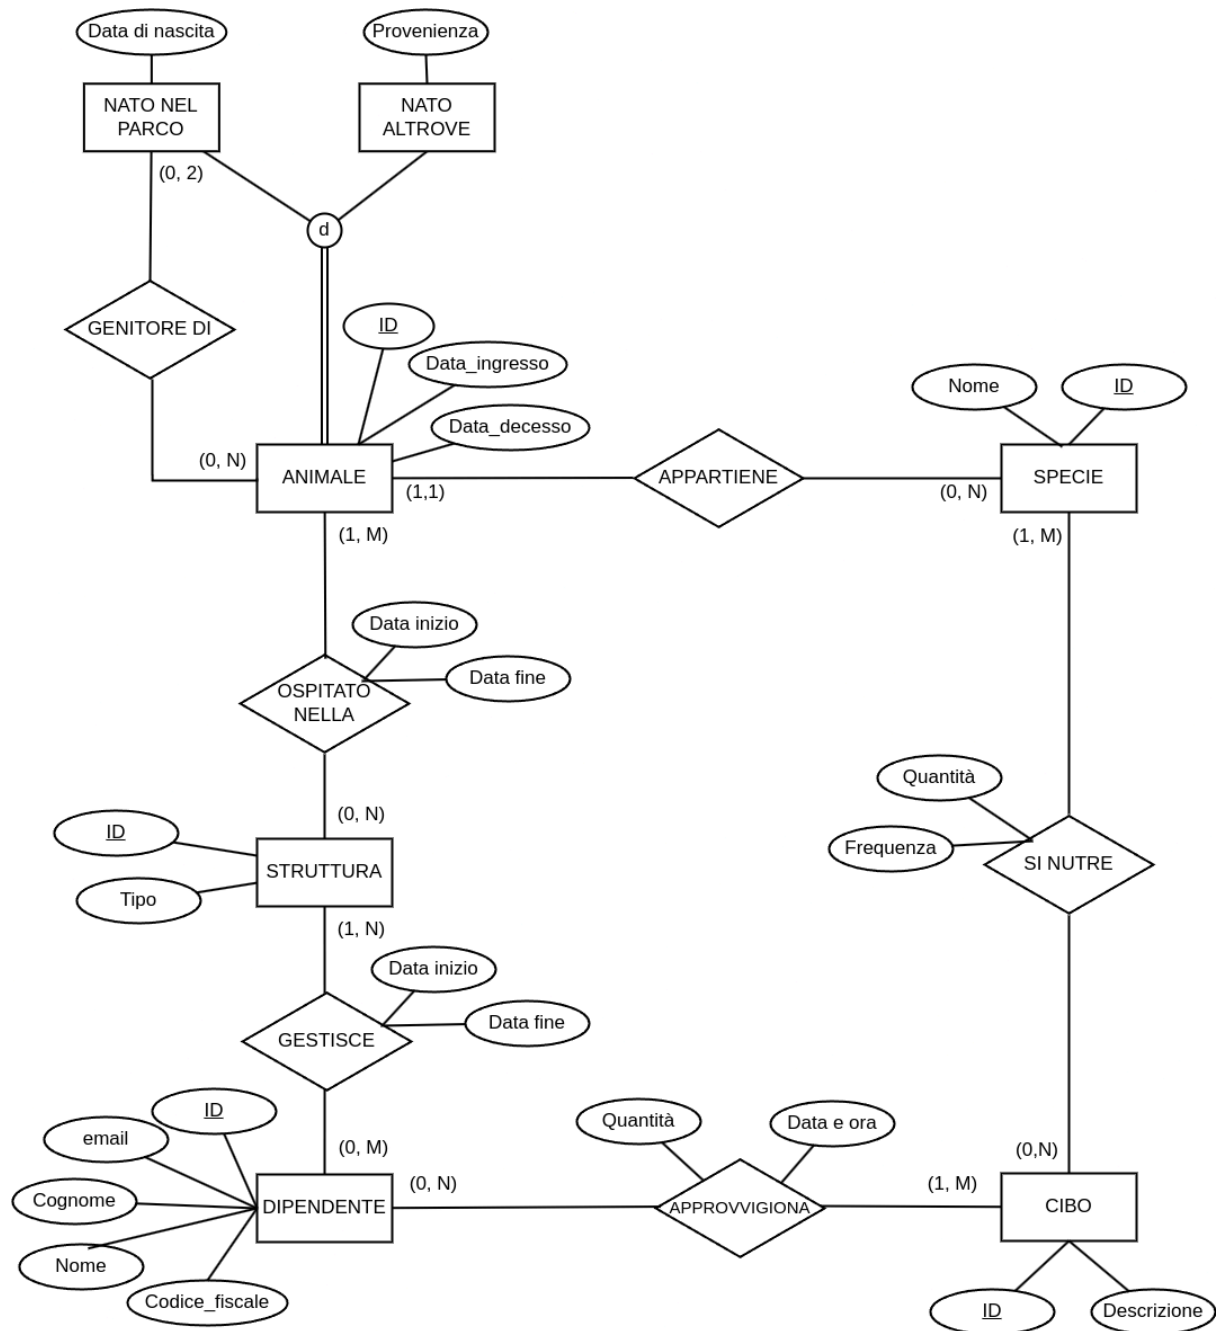 Data di nascita
Provenienza
NATO NEL
PARCO
NATO
ALTROVE
(0, 2)
d
GENITORE DI
ID
Data_ingresso
Data_decesso
Nome
ID
(0, N)
ANIMALE
(1,1)
APPARTIENE
(0, N)
SPECIE
(1, M)
(1, M)
Data inizio
Data fine
OSPITATO
NELLA
Quantità
Frequenza
SI NUTRE
(0, N)
ID
Tipo
STRUTTURA
(1, N)
Data inizio
Data fine
GESTISCE
ID
email
Cognome
Nome
Codice_fiscale
(0, M)
DIPENDENTE
(0, N)
Quantità
Data e ora
APPROVVIGIONA
(1, M)
(0,N)
CIBO
ID
Descrizione